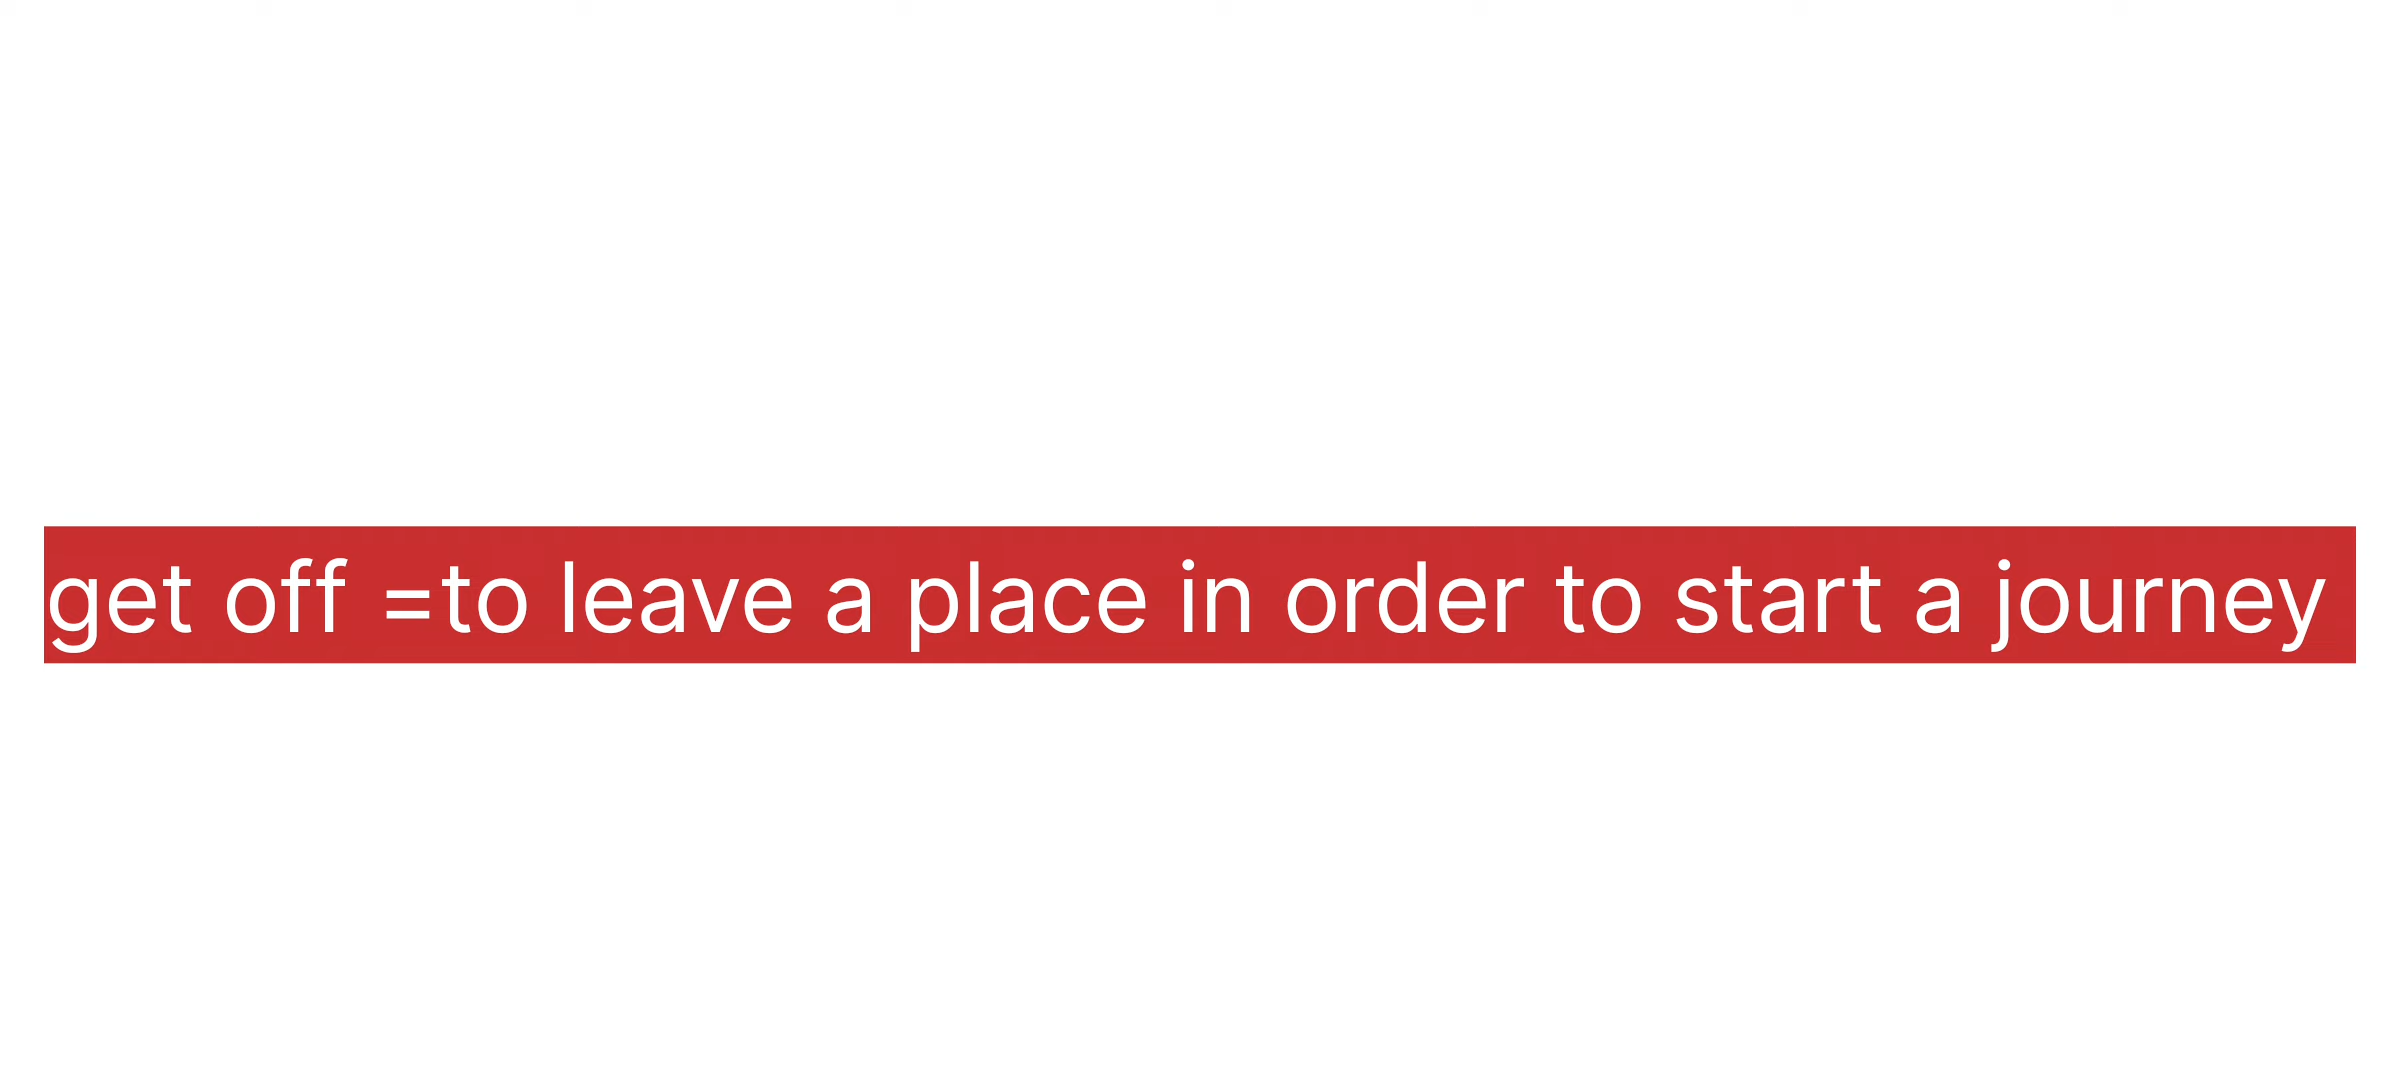 get off =to leave a place in order to start a journey